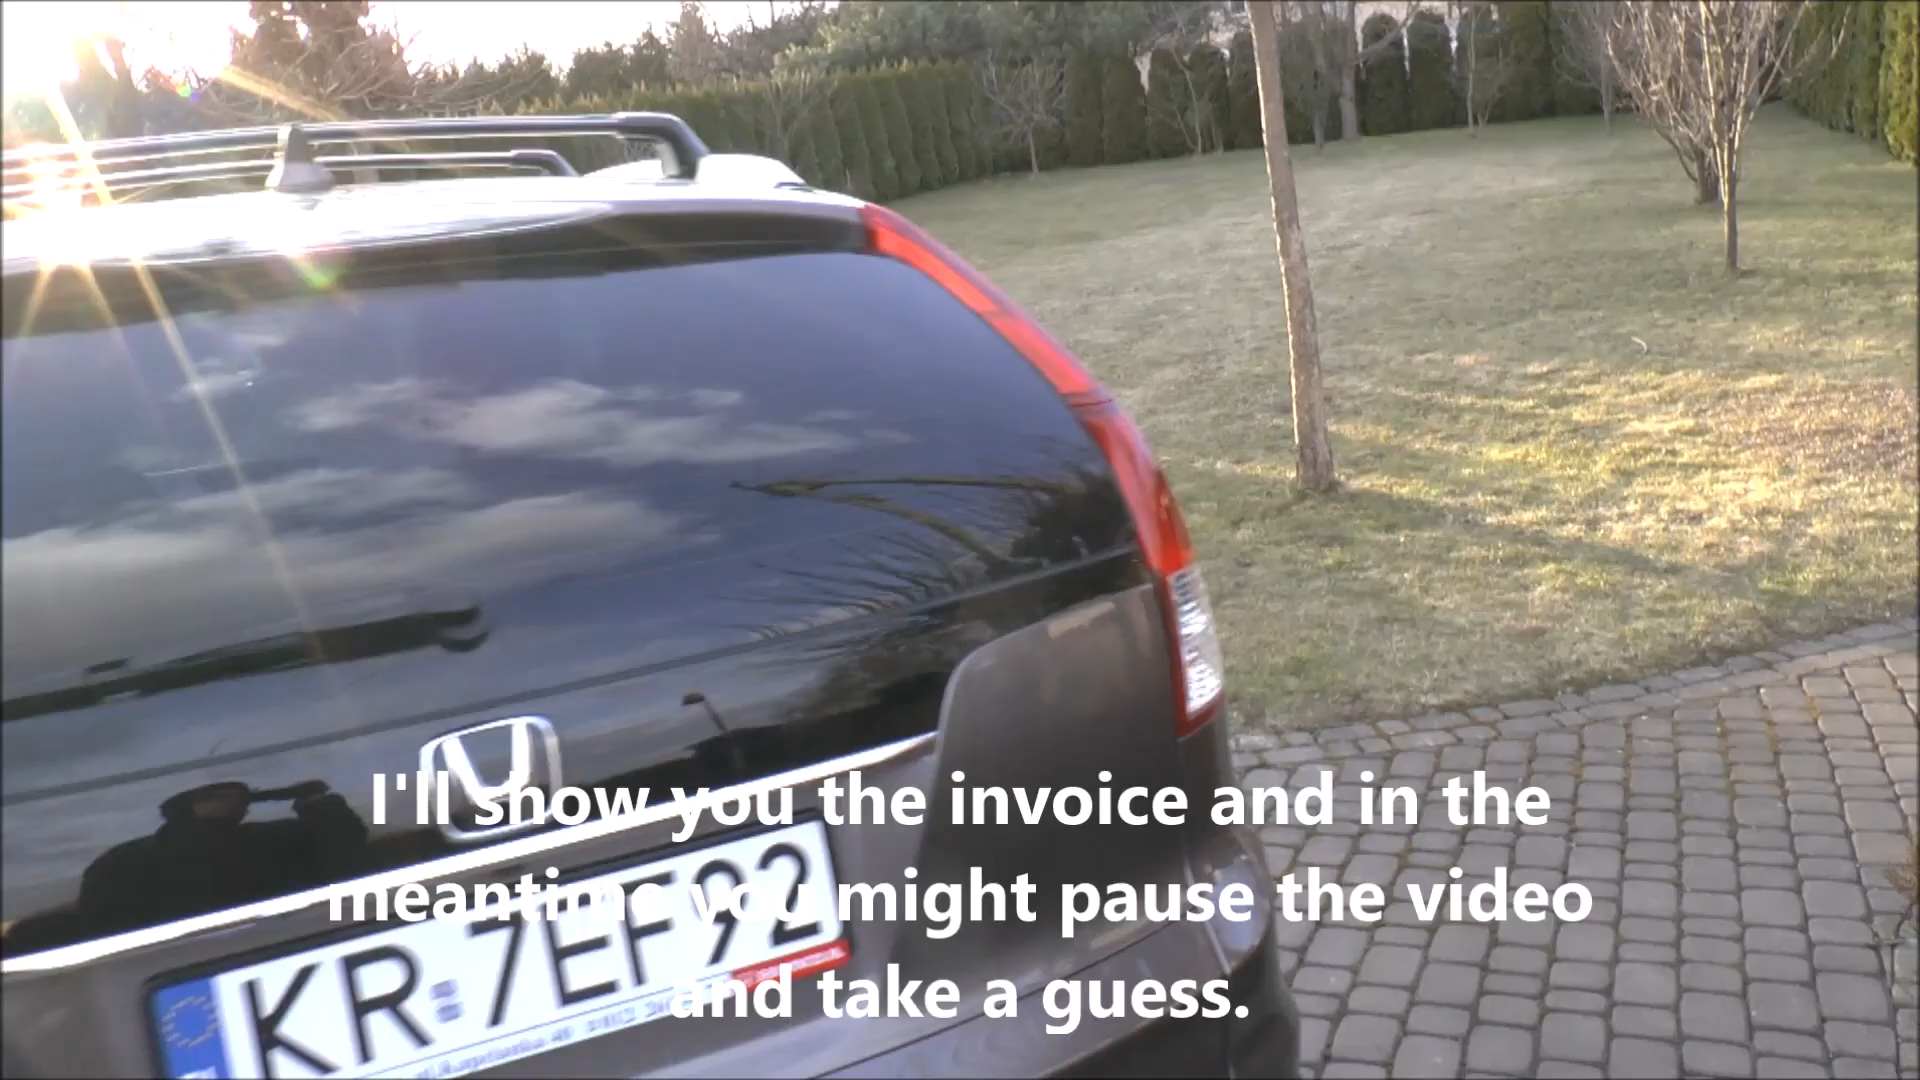 I'll show you the invoice and in the
meantime you might pause the video
and take a guess.
KR 7EF92